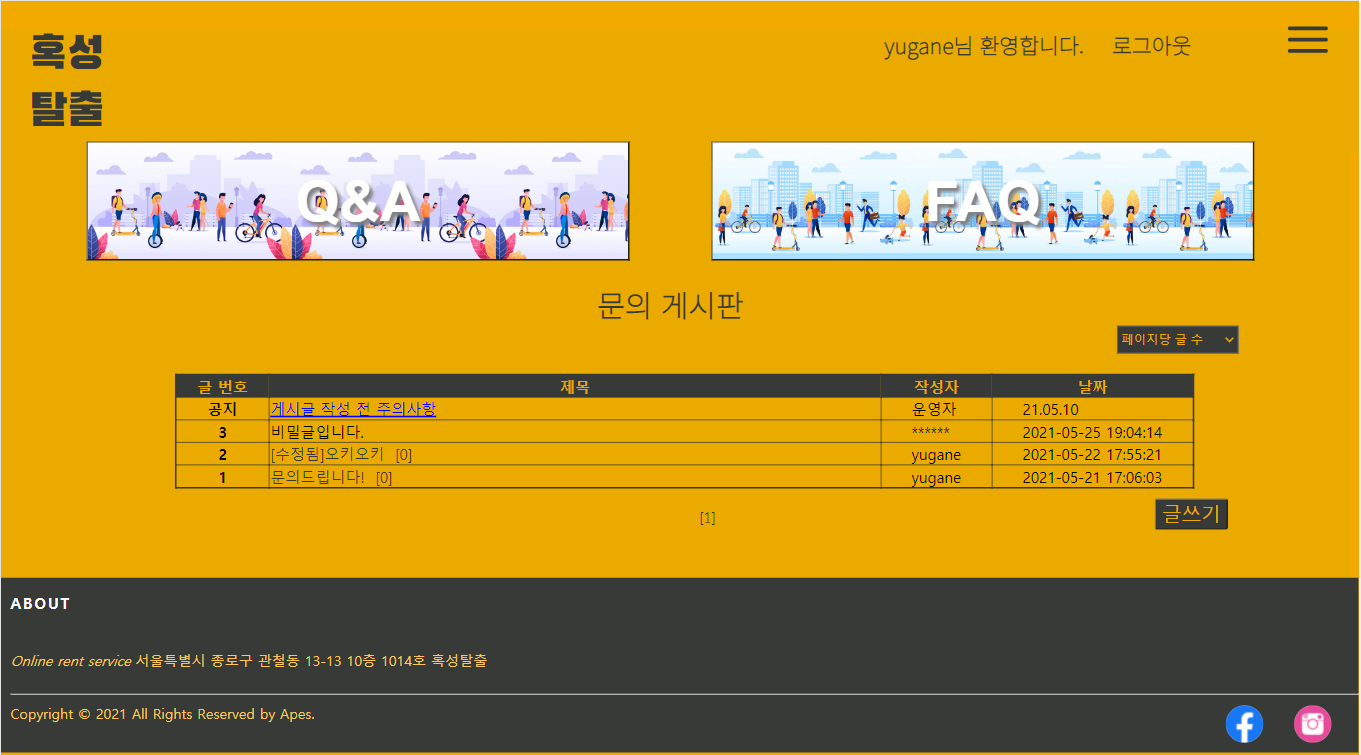 혹성
탈출
yugane님 환영합니다. 로그아웃
Q&A
FAQ
문의 게시판
페이지당 글 수
글 번호 제목 작성자 날짜
공지 게시글 작성 전 주의사항 운영자 21.05.10
3 비밀글입니다. ****** 2021-05-25 19:04:14
2 [수정됨]오키오키 [0] yugane 2021-05-22 17:55:21
1 문의드립니다! [0] yugane 2021-05-21 17:06:03
[1]
글쓰기
ABOUT
Online rent service 서울특별시 종로구 관철동 13-13 10층 1014호 혹성탈출
Copyright © 2021 All Rights Reserved by Apes.